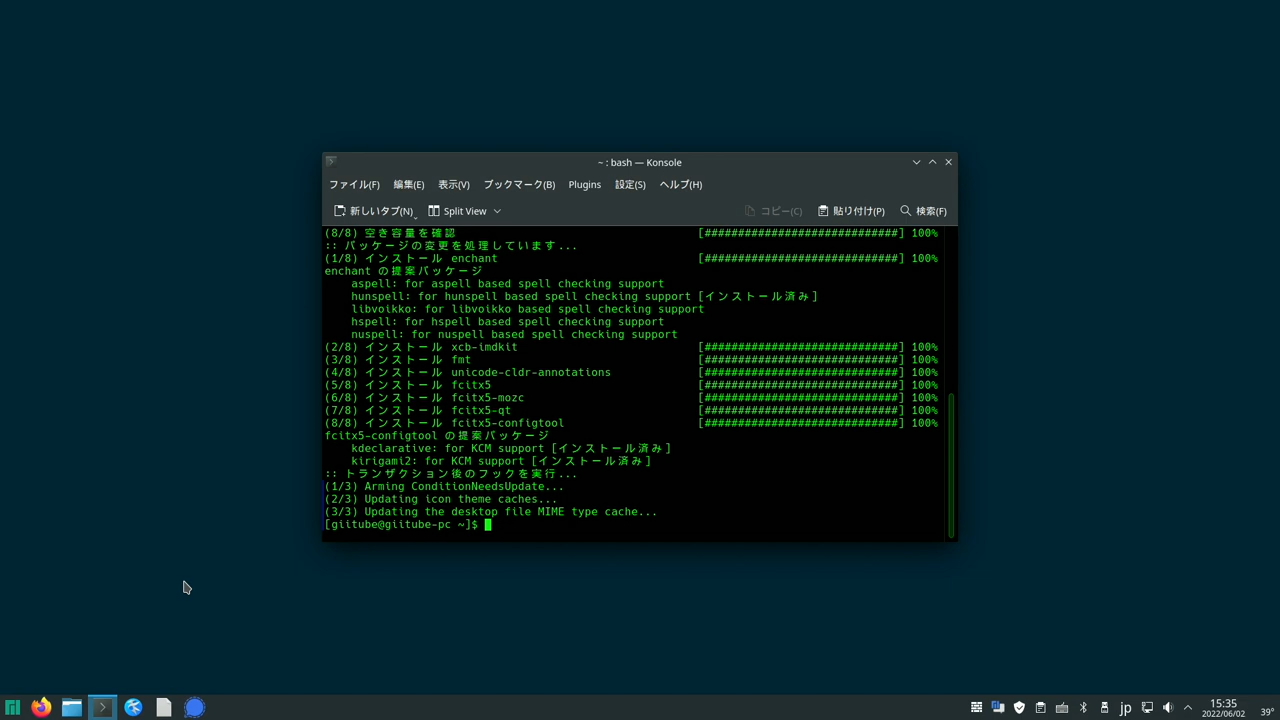 ~ : bash — Konsole
ファイル(F) 編集(E) 表示(V) ブックマーク(B) Plugins 設定(S) ヘルプ(H)
新しいタブ(N) Split View コピー(C) 貼り付け(P) 検索(F)
(8/8) 空き容量を確認 [#############################] 100%
:: パッケージの変更を処理しています...
(1/8) インストール enchant [#############################] 100%
enchant の提案パッケージ
aspell: for aspell based spell checking support
hunspell: for hunspell based spell checking support [インストール済み]
libvoikko: for libvoikko based spell checking support
hspell: for hspell based spell checking support
nuspell: for nuspell based spell checking support
(2/8) インストール xcb-imdkit [#############################] 100%
(3/8) インストール fmt [#############################] 100%
(4/8) インストール unicode-cldr-annotations [#############################] 100%
(5/8) インストール fcitx5 [#############################] 100%
(6/8) インストール fcitx5-mozc [#############################] 100%
(7/8) インストール fcitx5-qt [#############################] 100%
(8/8) インストール fcitx5-configtool [#############################] 100%
fcitx5-configtool の提案パッケージ
kdeclarative: for KCM support [インストール済み]
kirigami2: for KCM support [インストール済み]
:: トランザクション後のフックを実行...
(1/3) Arming ConditionNeedsUpdate...
(2/3) Updating icon theme caches...
(3/3) Updating the desktop file MIME type cache...
[giitube@giitube-pc ~]$
jp
15:35
2022/06/02
39°